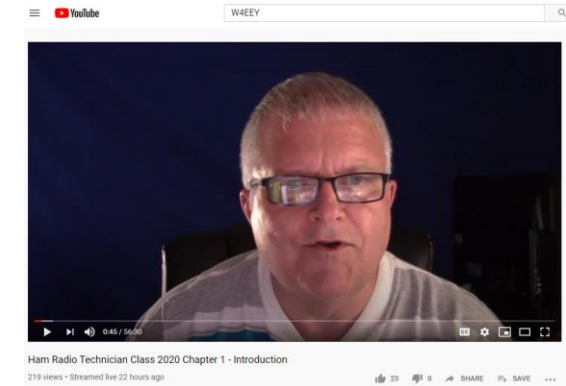 YouTube
W4EEY
0:45 / 56:00
Ham Radio Technician Class 2020 Chapter 1 - Introduction
219 views • Streamed live 22 hours ago
23 0 SHARE SAVE